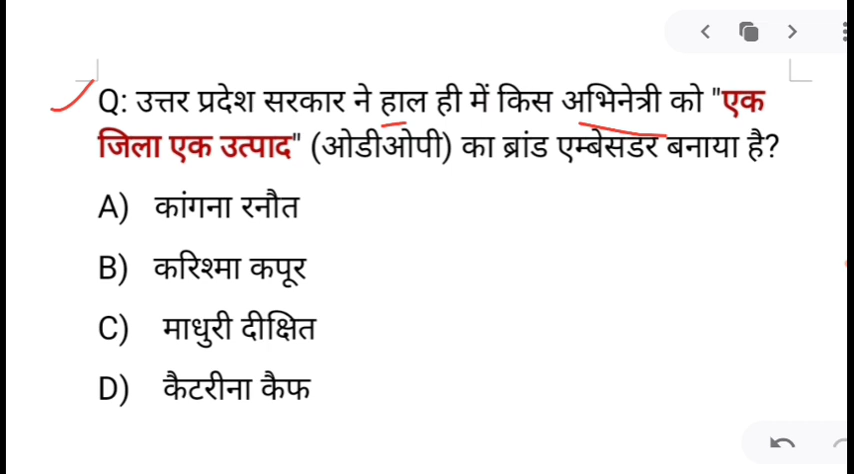 Q: उत्तर प्रदेश सरकार ने हाल ही में किस अभिनेत्री को "एक
जिला एक उत्पाद" (ओडीओपी) का ब्रांड एम्बेसडर बनाया है?
A) कांगना रनौत
B) करिश्मा कपूर
C) माधुरी दीक्षित
D) कैटरीना कैफ